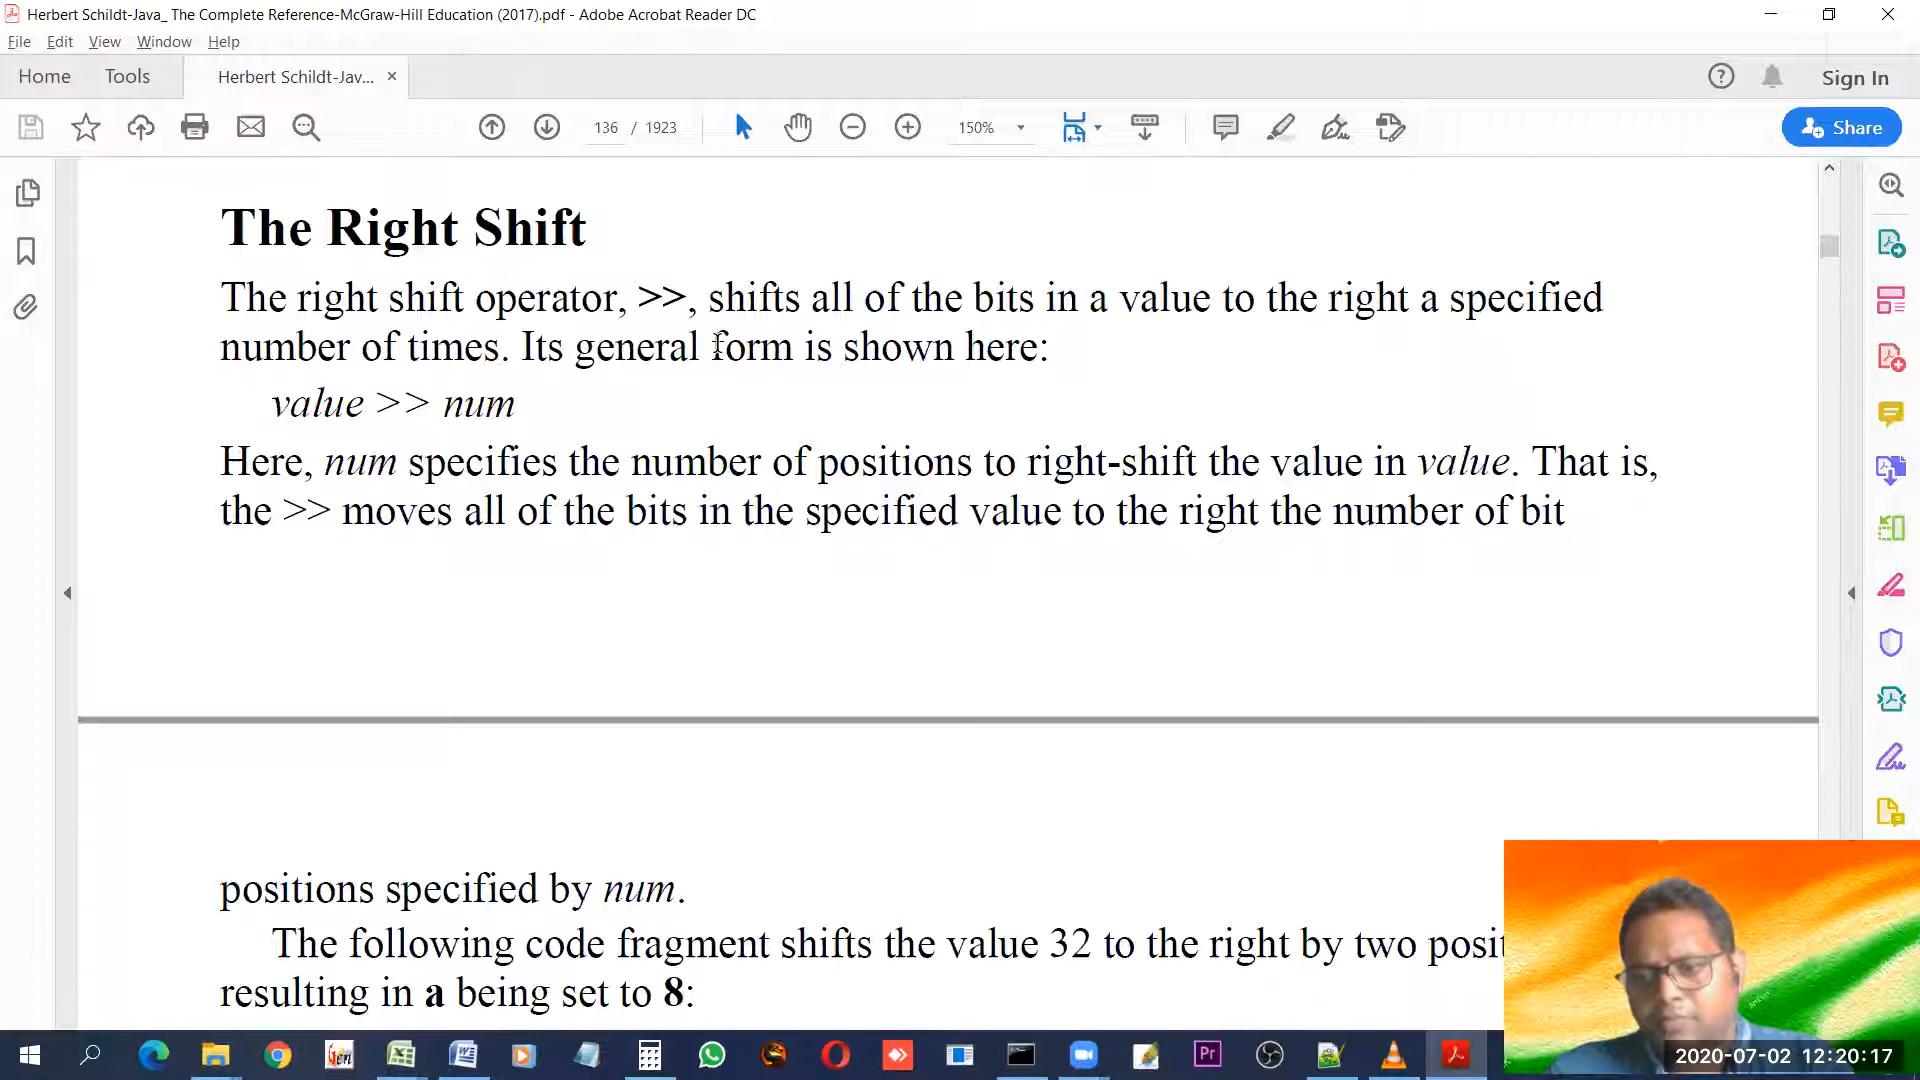 Herbert Schildt-Java_ The Complete Reference-McGraw-Hill Education (2017).pdf - Adobe Acrobat Reader DC
File Edit View Window Help
Home Tools Herbert Schildt-Jav... × Sign In
136 / 1923 150% Share
The Right Shift
The right shift operator, >>, shifts all of the bits in a value to the right a specified
number of times. Its general form is shown here:
value >> num
Here, num specifies the number of positions to right-shift the value in value. That is,
the >> moves all of the bits in the specified value to the right the number of bit
positions specified by num.
The following code fragment shifts the value 32 to the right by two posit
resulting in a being set to 8:
Gen
Pr
2020-07-02 12:20:17